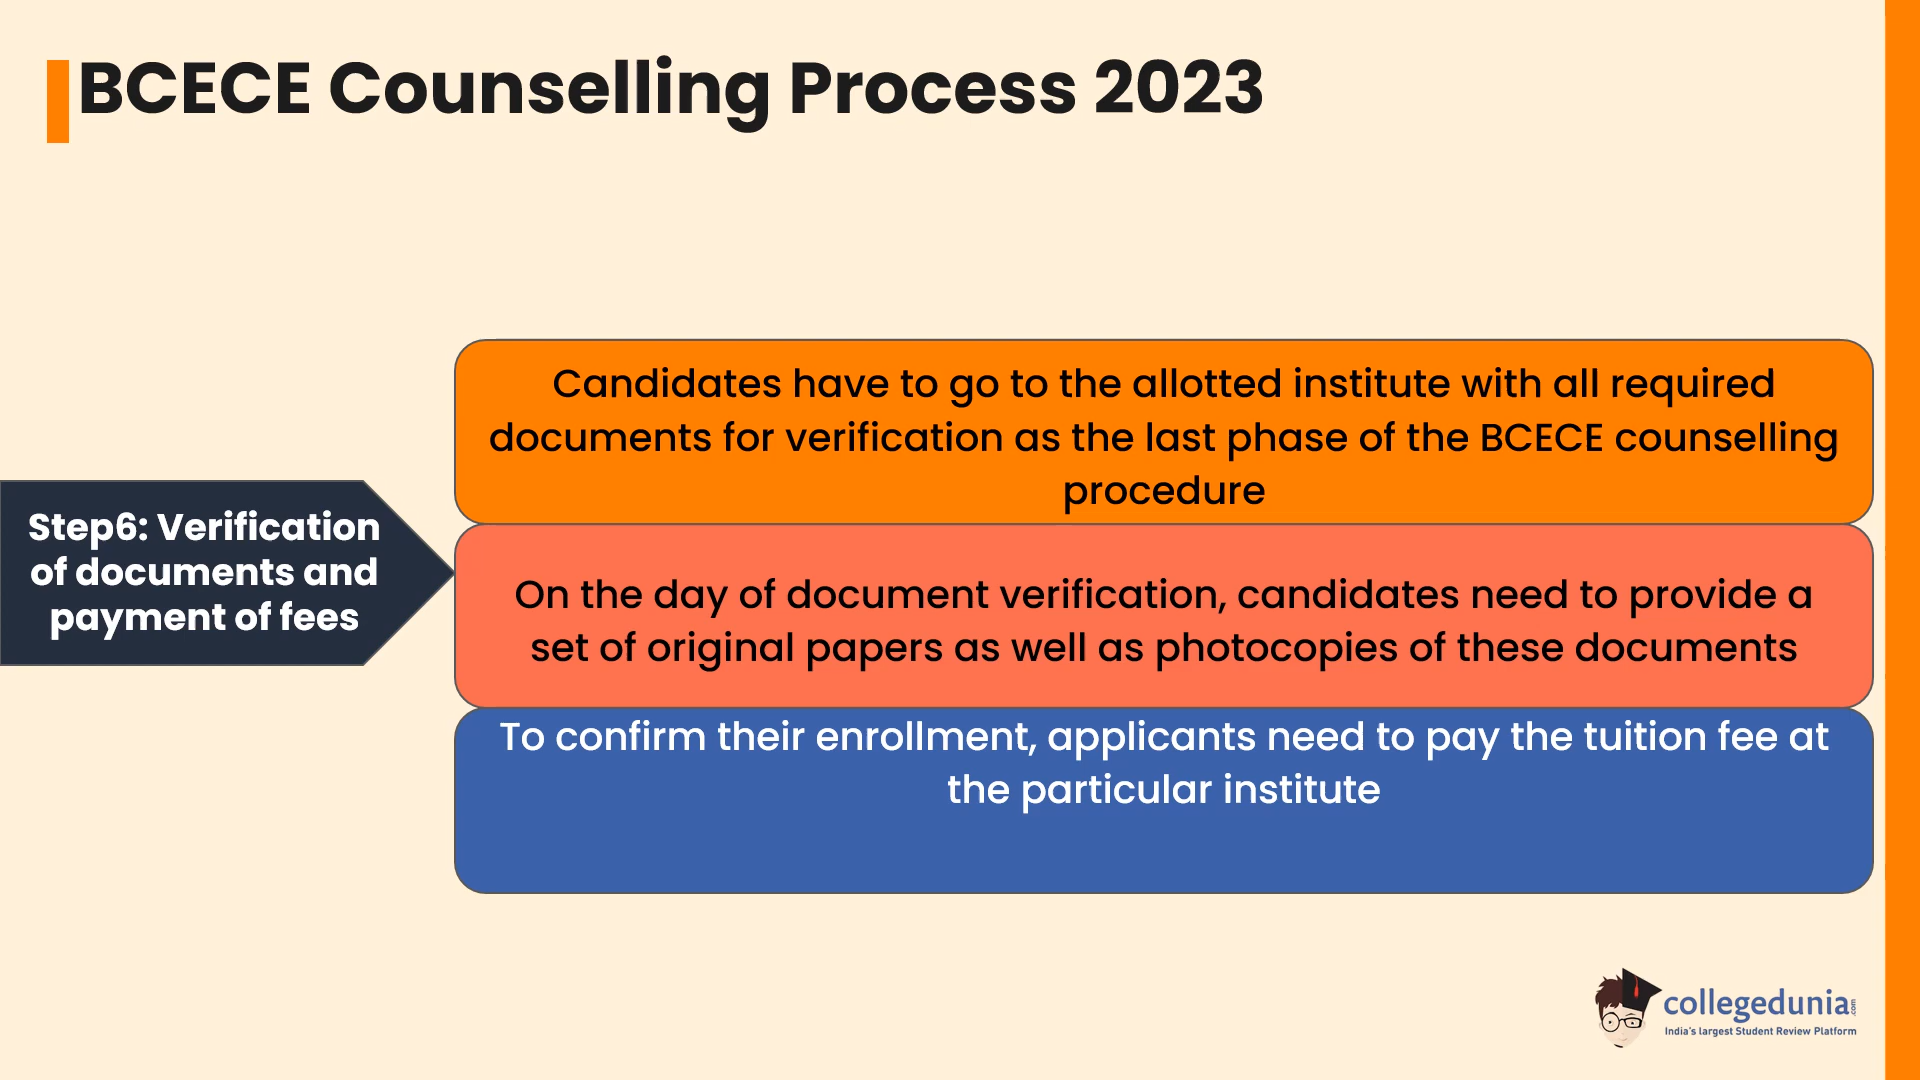 BCECE Counselling Process 2023
Step6: Verification
of documents and
payment of fees
Candidates have to go to the allotted institute with all required
documents for verification as the last phase of the BCECE counselling
procedure
On the day of document verification, candidates need to provide a
set of original papers as well as photocopies of these documents
To confirm their enrollment, applicants need to pay the tuition fee at
the particular institute
collegedunia.com
India's largest Student Review Platform